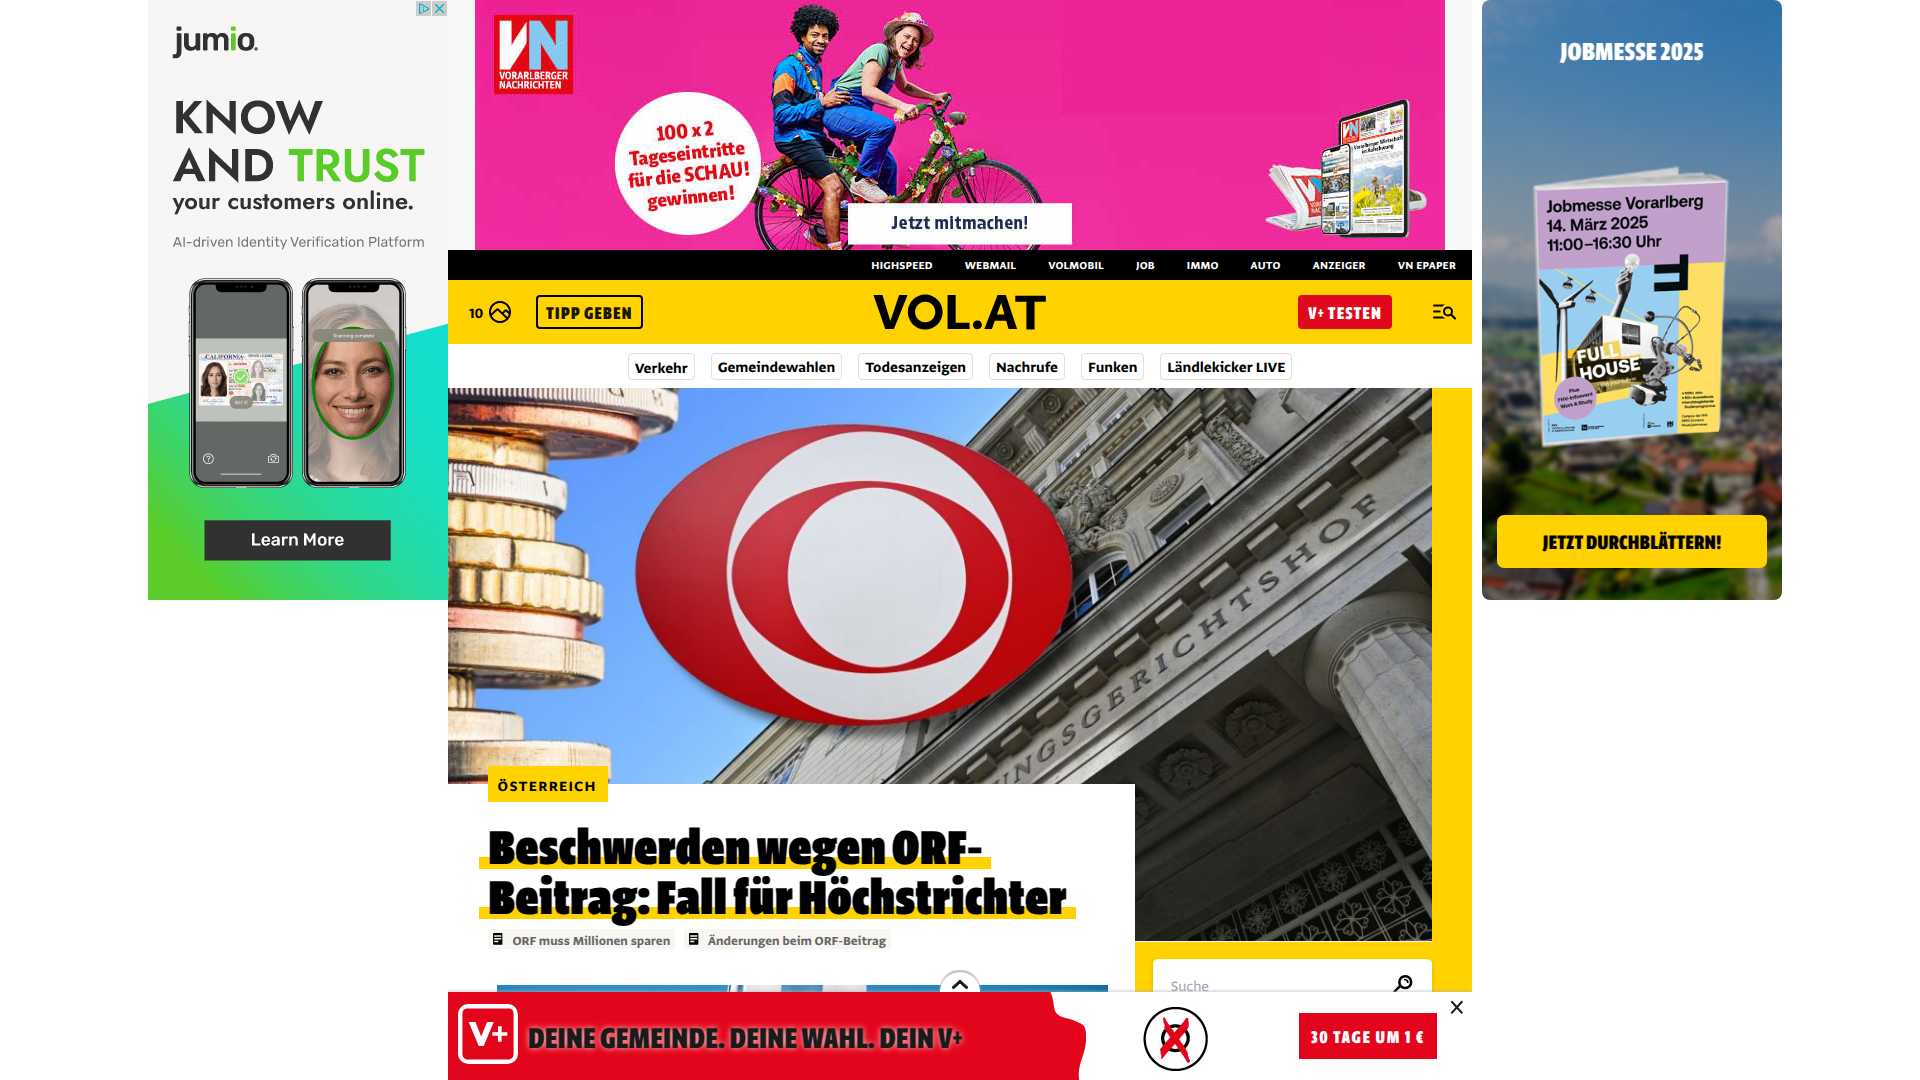 jumio.
KNOW
AND TRUST
your customers online.
AI-driven Identity Verification Platform
Scanning complete
CALIFORNIA
Learn More
VN
VORARLBERGER
NACHRICHTEN
100 x 2
Tageseintritte
für die SCHAU!
gewinnen!
Jetzt mitmachen!
JOBMESSE 2025
Jobmesse Vorarlberg
14. März 2025
11:00–16:30 Uhr
FULL
HOUSE
Plus
JETZT DURCHBLÄTTERN!
HIGHSPEED
WEBMAIL
VOLMOBIL
JOB
IMMO
AUTO
ANZEIGER
VN EPAPER
10
TIPP GEBEN
VOL.AT
V+ TESTEN
Verkehr
Gemeindewahlen
Todesanzeigen
Nachrufe
Funken
Ländlekicker LIVE
UNGSGERICHTSHOF
ÖSTERREICH
Beschwerden wegen ORF-
Beitrag: Fall für Höchstrichter
ORF muss Millionen sparen
Änderungen beim ORF-Beitrag
Suche
V+
DEINE GEMEINDE. DEINE WAHL. DEIN V+
30 TAGE UM 1 €